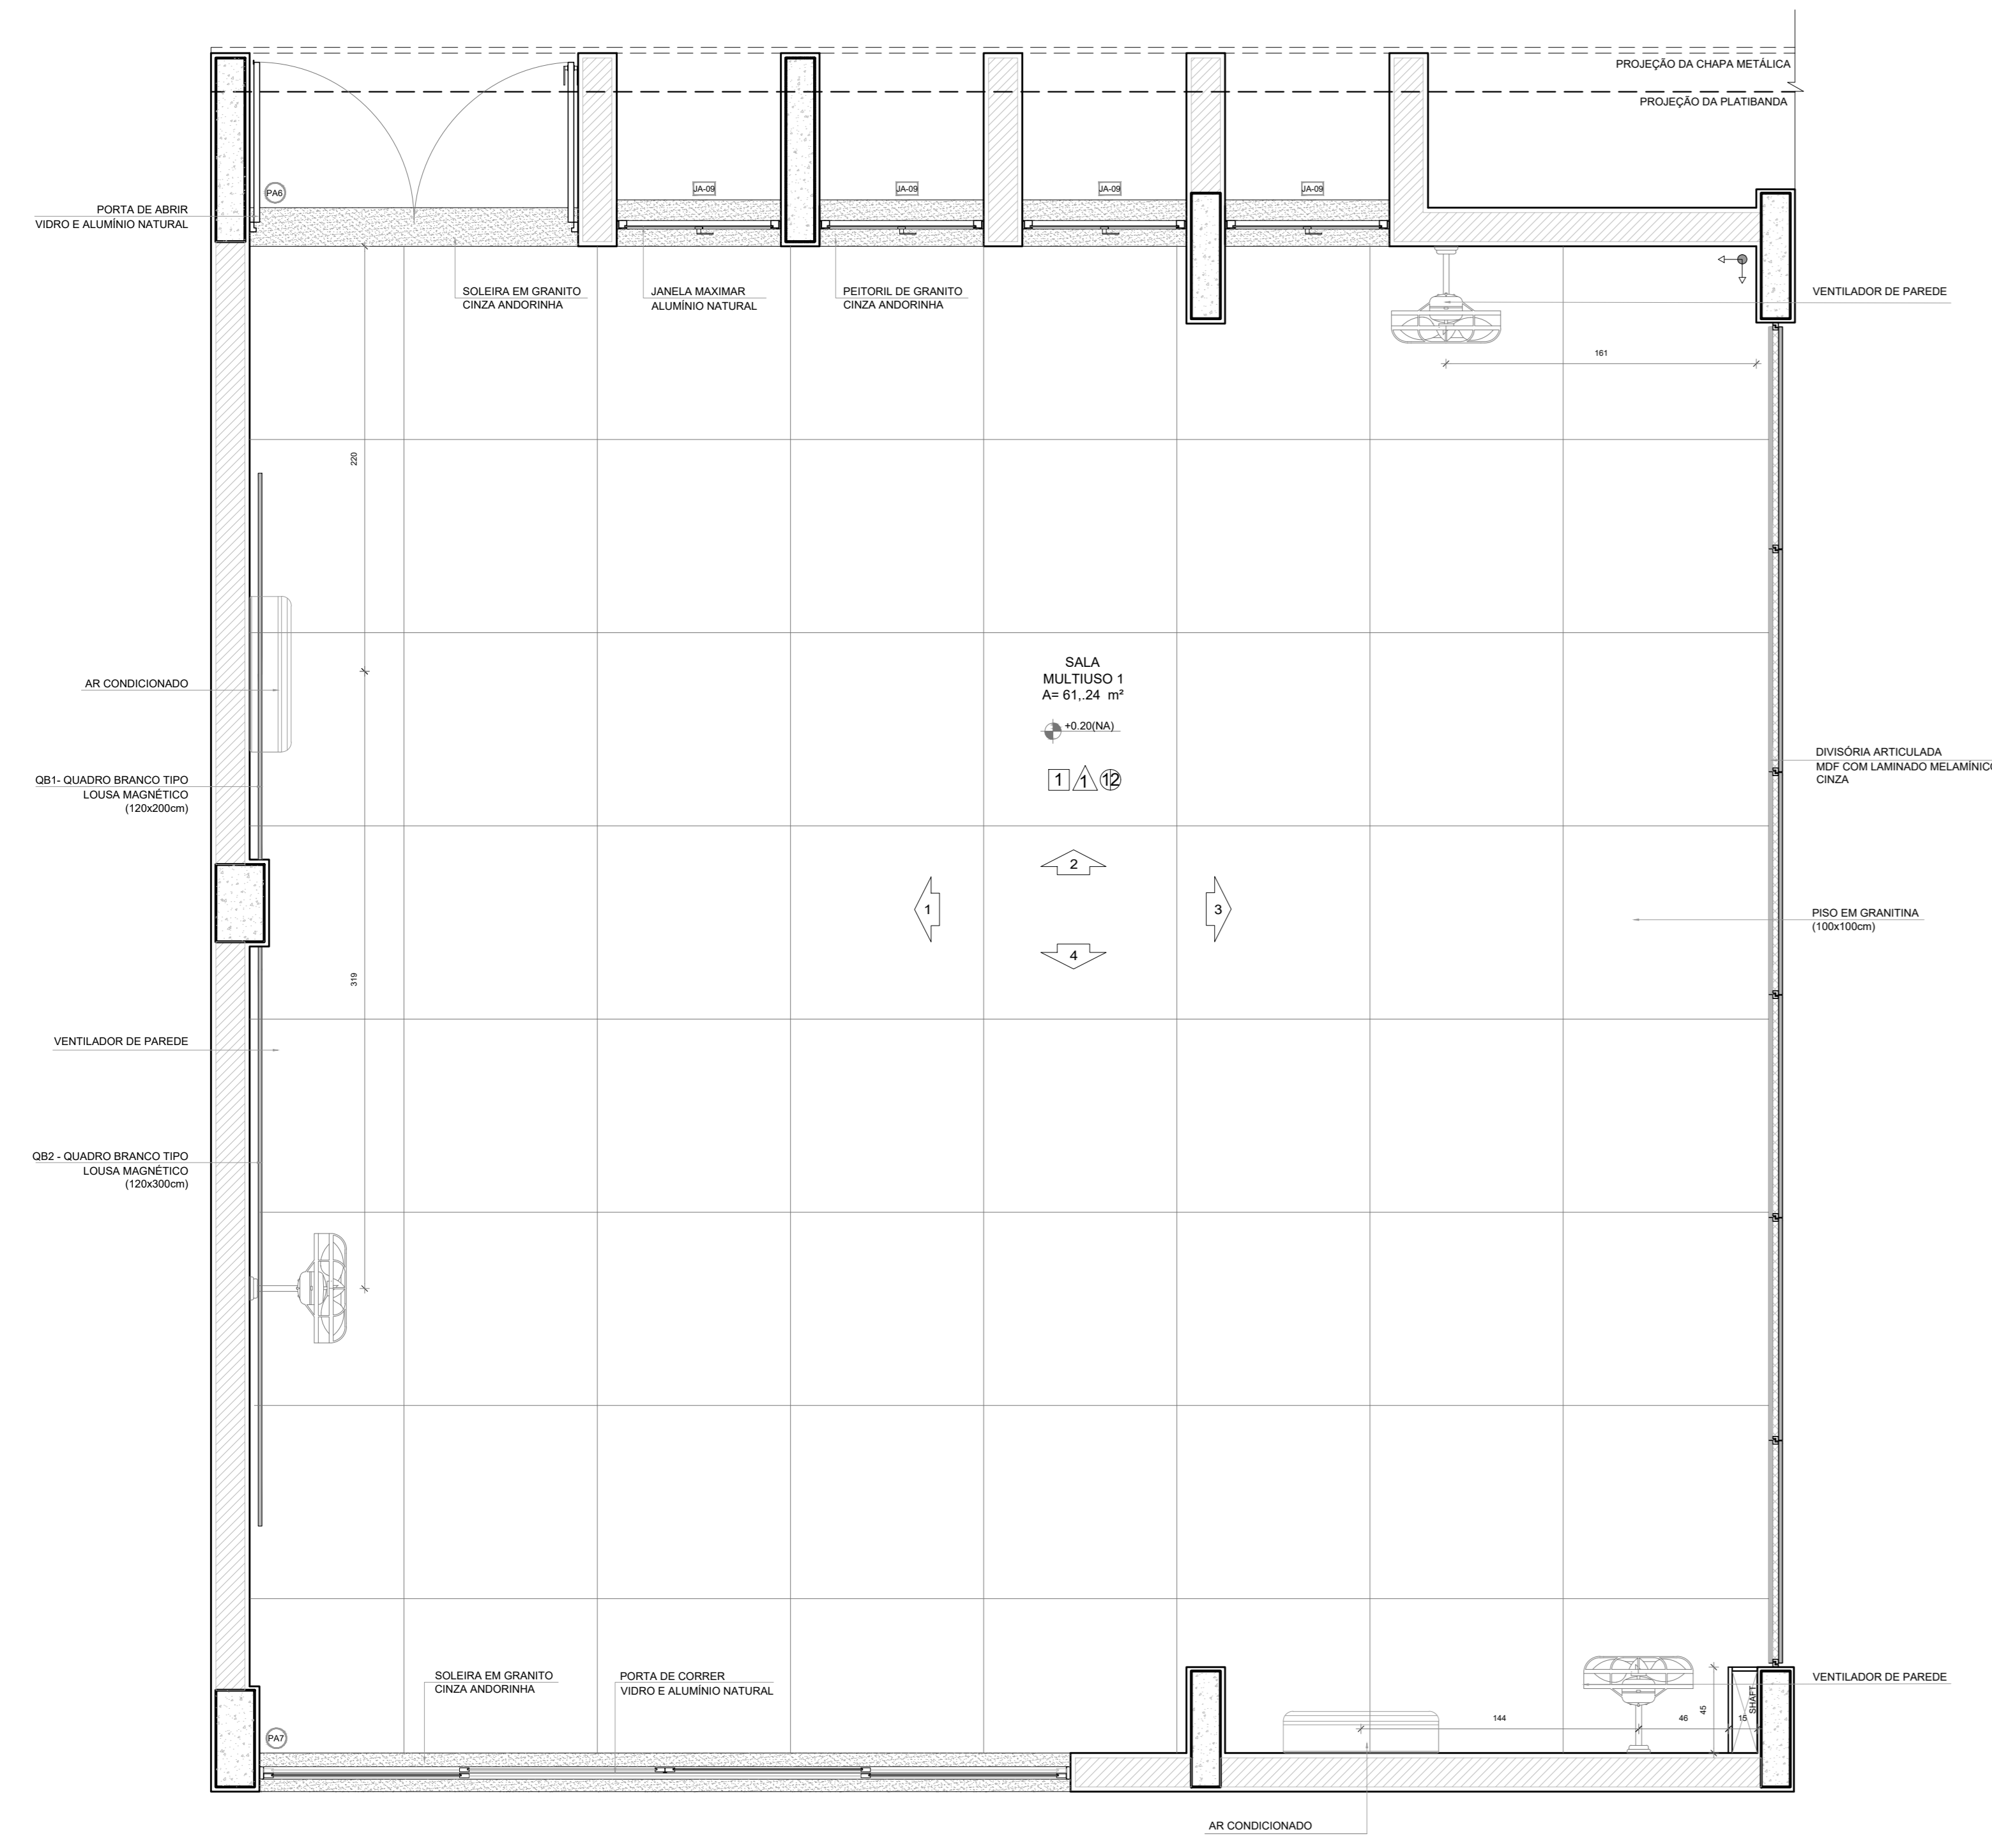 PROJEÇÃO DA CHAPA METÁLICA
PROJEÇÃO DA PLATIBANDA
PA6
JA-09
JA-09
JA-09
JA-09
PORTA DE ABRIR
VIDRO E ALUMÍNIO NATURAL
SOLEIRA EM GRANITO
CINZA ANDORINHA
JANELA MAXIMAR
ALUMÍNIO NATURAL
PEITORIL DE GRANITO
CINZA ANDORINHA
VENTILADOR DE PAREDE
161
220
SALA
MULTIUSO 1
A= 61,.24 m²
+0.20(NA)
1 1 12
AR CONDICIONADO
QB1- QUADRO BRANCO TIPO
LOUSA MAGNÉTICO
(120x200cm)
DIVISÓRIA ARTICULADA
MDF COM LAMINADO MELAMÍNICO
CINZA
2
1
3
4
PISO EM GRANITINA
(100x100cm)
319
VENTILADOR DE PAREDE
QB2 - QUADRO BRANCO TIPO
LOUSA MAGNÉTICO
(120x300cm)
SOLEIRA EM GRANITO
CINZA ANDORINHA
PORTA DE CORRER
VIDRO E ALUMÍNIO NATURAL
VENTILADOR DE PAREDE
SHAFT
45
144
46
15
PA7
AR CONDICIONADO